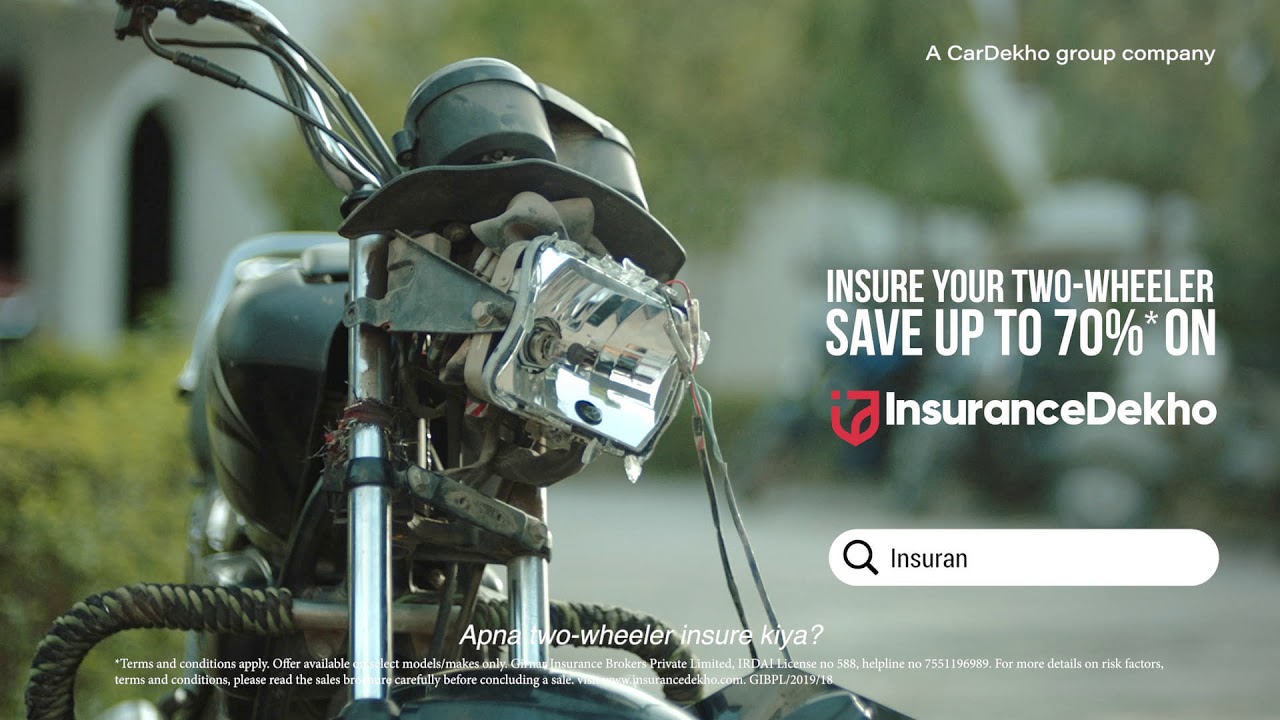 A CarDekho group company
INSURE YOUR TWO-WHEELER
SAVE UP TO 70%* ON
InsuranceDekho
Insuran
Apna two-wheeler insure kiya?
*Terms and conditions apply. Offer available on select models/makes only. Girnar Insurance Brokers Private Limited, IRDAI License no 588, helpline no 7551196989. For more details on risk factors,
terms and conditions, please read the sales brochure carefully before concluding a sale. visit www.insurancedekho.com. GIBPL/2019/18